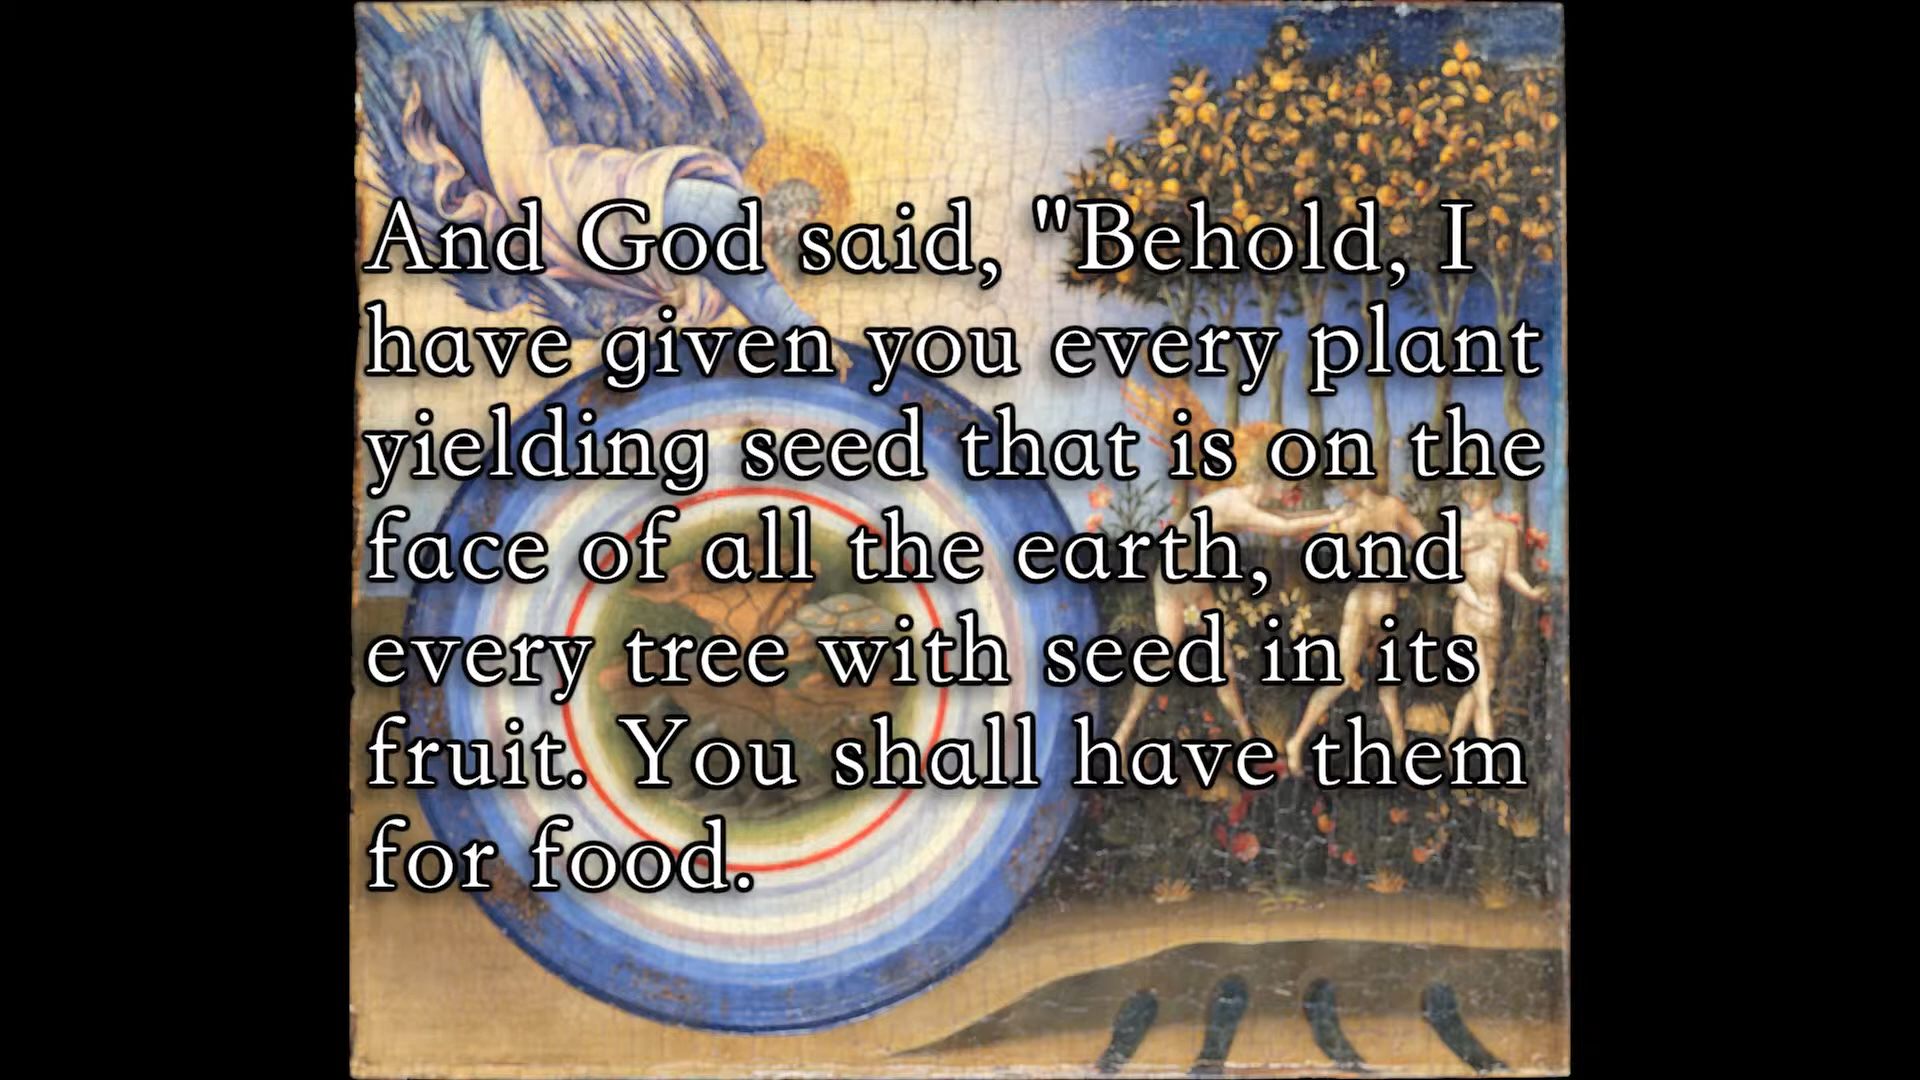 And God said, "Behold, I
have given you every plant
yielding seed that is on the
face of all the earth, and
every tree with seed in its
fruit. You shall have them
for food.